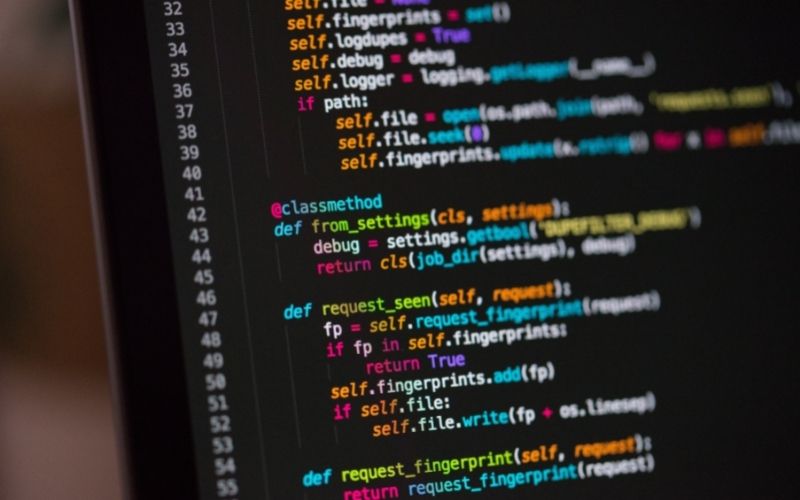 32 self.file = None
33 self.fingerprints = set()
34 self.logdupes = True
35 self.debug = debug
36 self.logger = logging.getLogger(__name__)
37 if path:
38 self.file = open(os.path.join(path, 'requests.seen'),
39 self.file.seek(0)
40 self.fingerprints.update(x.rstrip() for x in self.file
41
42 @classmethod
43 def from_settings(cls, settings):
44 debug = settings.getbool('DUPEFILTER_DEBUG')
45 return cls(job_dir(settings), debug)
46
47 def request_seen(self, request):
48 fp = self.request_fingerprint(request)
49 if fp in self.fingerprints:
50 return True
51 self.fingerprints.add(fp)
52 if self.file:
53 self.file.write(fp + os.linesep)
54
55 def request_fingerprint(self, request):
return request_fingerprint(request)